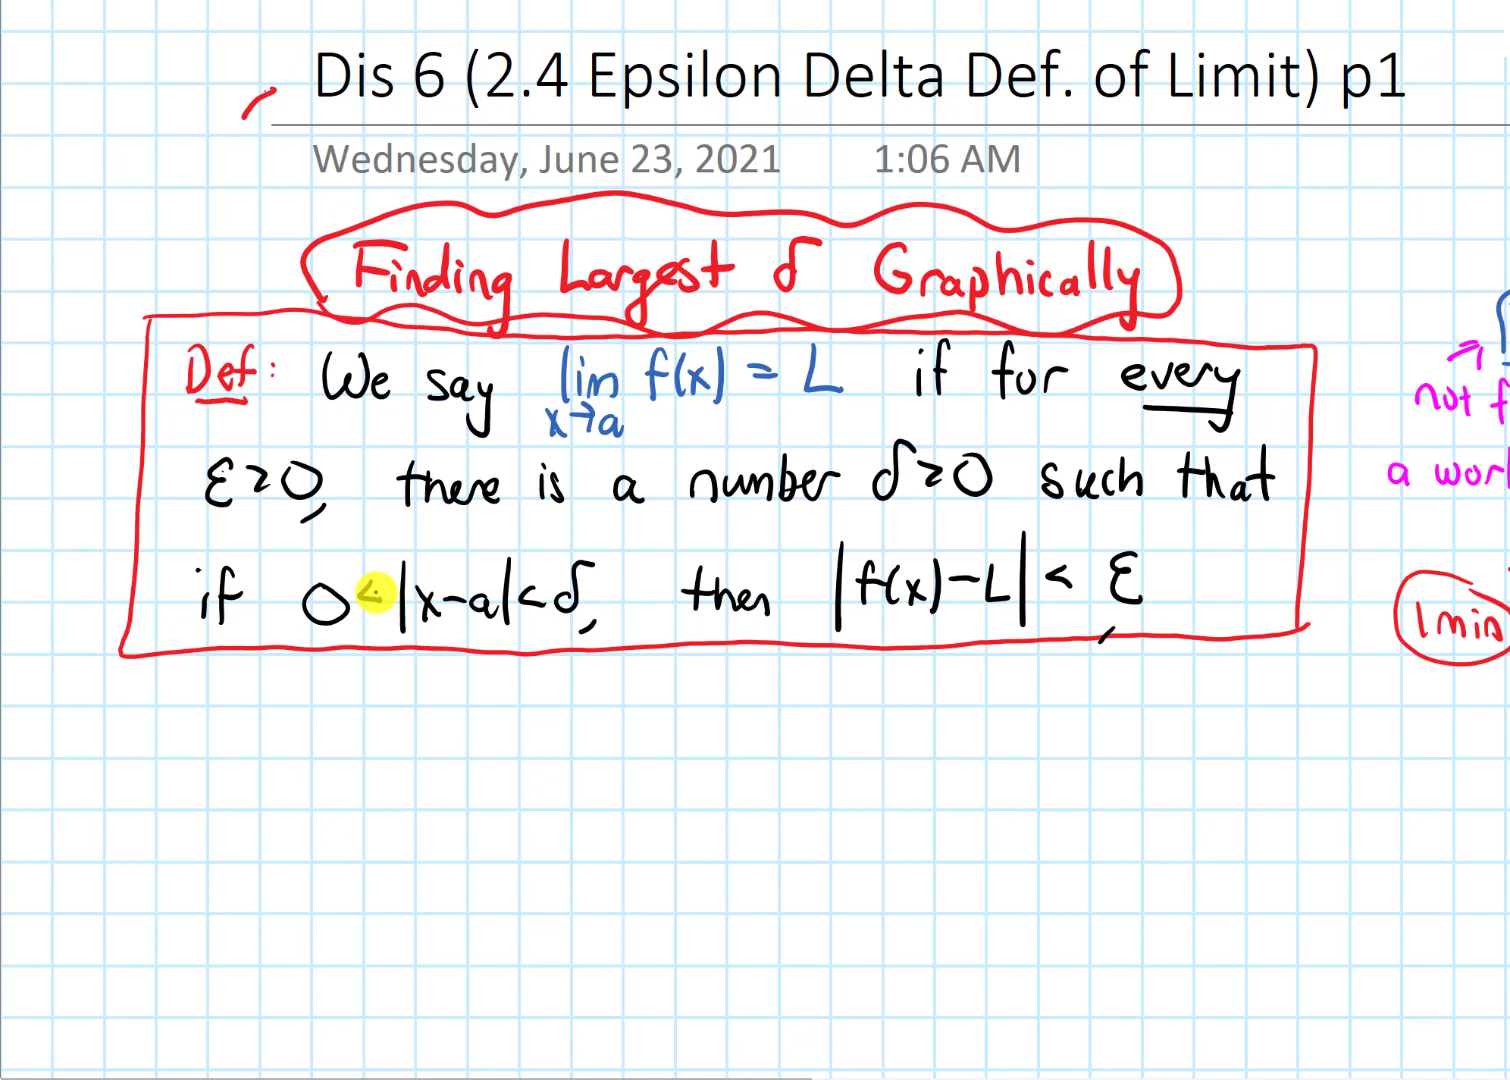 Dis 6 (2.4 Epsilon Delta Def. of Limit) p1
Wednesday, June 23, 2021 1:06 AM
Finding Largest δ Graphically
Def: We say lim f(x) = L if for every
x→a
ε>0, there is a number δ>0 such that
if 0<|x-a|<δ, then |f(x)-L| < ε,
not
a
1 min